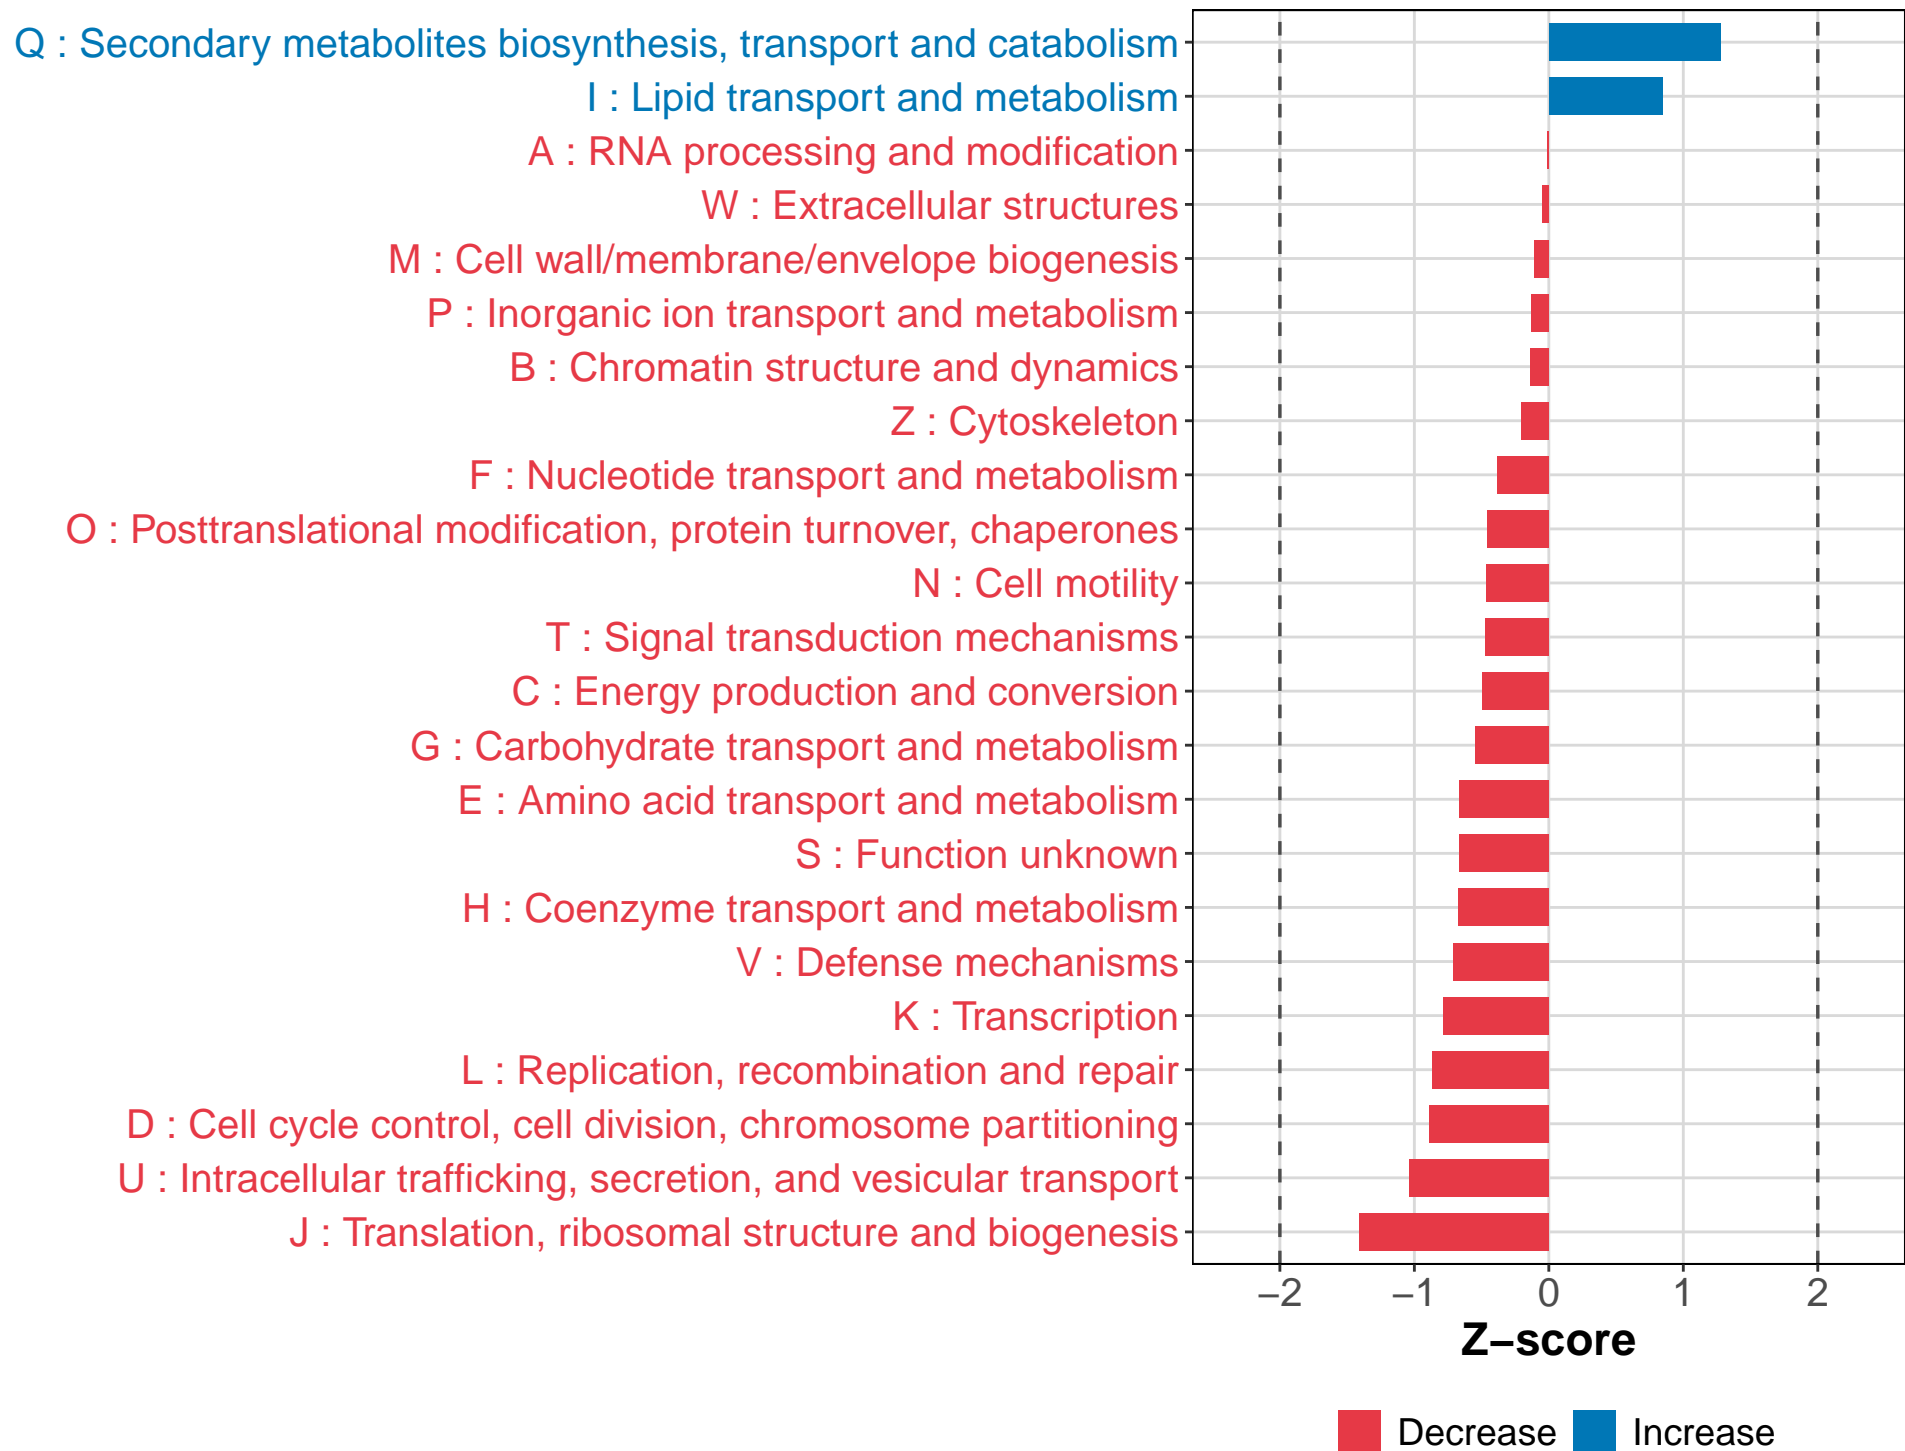 Q : Secondary metabolites biosynthesis, transport and catabolism
I : Lipid transport and metabolism
A : RNA processing and modification
W : Extracellular structures
M : Cell wall/membrane/envelope biogenesis
P : Inorganic ion transport and metabolism
B : Chromatin structure and dynamics
Z : Cytoskeleton
F : Nucleotide transport and metabolism
O : Posttranslational modification, protein turnover, chaperones
N : Cell motility
T : Signal transduction mechanisms
C : Energy production and conversion
G : Carbohydrate transport and metabolism
E : Amino acid transport and metabolism
S : Function unknown
H : Coenzyme transport and metabolism
V : Defense mechanisms
K : Transcription
L : Replication, recombination and repair
D : Cell cycle control, cell division, chromosome partitioning
U : Intracellular trafficking, secretion, and vesicular transport
J : Translation, ribosomal structure and biogenesis
−2 −1 0 1 2
Z−score
Decrease Increase